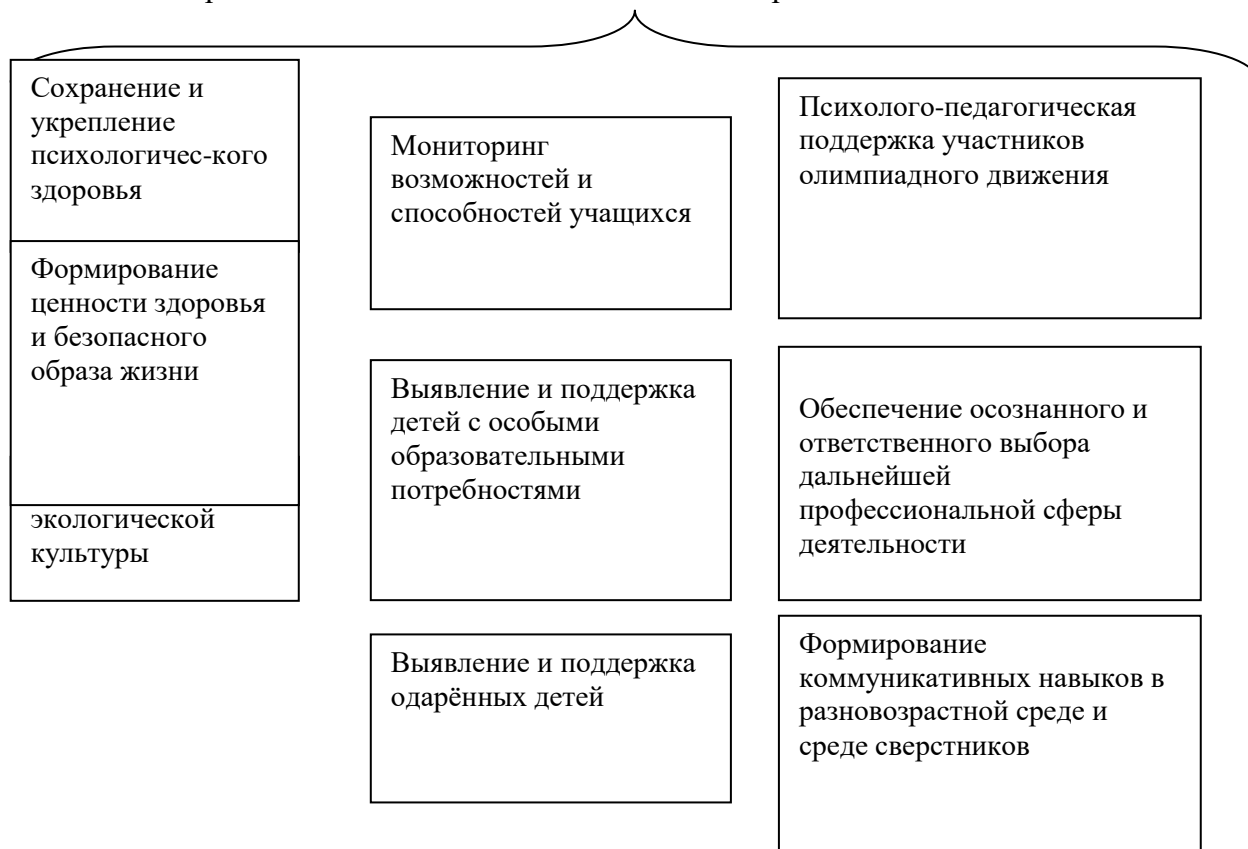 Сохранение и
укрепление
психологичес-кого
здоровья
Формирование
ценности здоровья
и безопасного
образа жизни
экологической
культуры
Мониторинг
возможностей и
способностей учащихся
Выявление и поддержка
детей с особыми
образовательными
потребностями
Выявление и поддержка
одарённых детей
Психолого-педагогическая
поддержка участников
олимпиадного движения
Обеспечение осознанного и
ответственного выбора
дальнейшей
профессиональной сферы
деятельности
Формирование
коммуникативных навыков в
разновозрастной среде и
среде сверстников